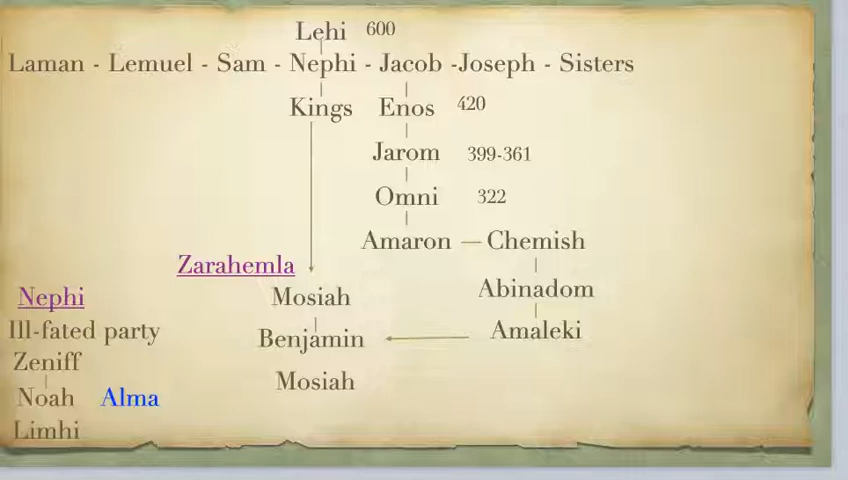 Lehi 600
Laman - Lemuel - Sam - Nephi - Jacob -Joseph - Sisters
Kings Enos 420
Jarom 399-361
Omni 322
Amaron — Chemish
Zarahemla
Nephi Mosiah Abinadom
Ill-fated party Benjamin Amaleki
Zeniff
Mosiah
Noah Alma
Limhi